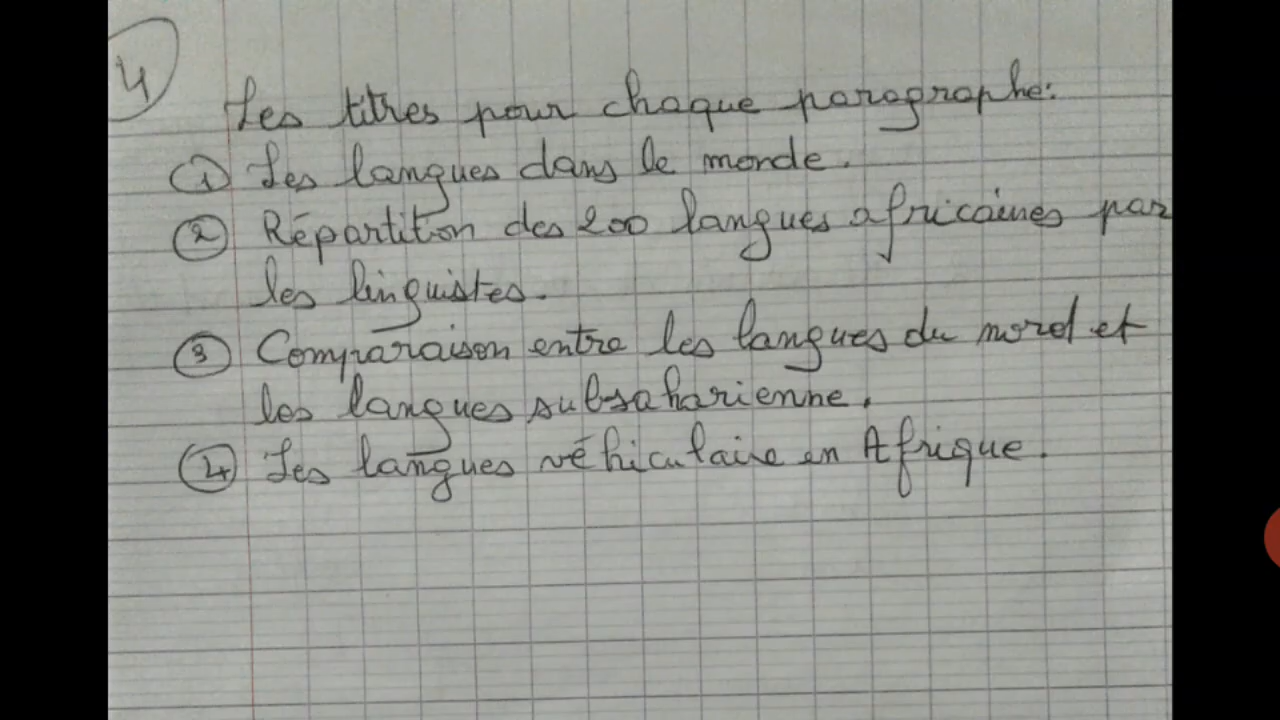 4
Les titres pour chaque paragraphe:
① Les langues dans le monde.
② Répartition des 200 langues africaines par
les linguistes.
③ Comparaison entre les langues du nord et
les langues subsaharienne.
④ Les langues véhiculaire en Afrique.